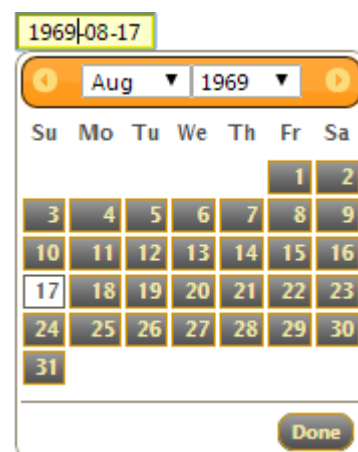 1969-08-17
Aug 1969
Su Mo Tu We Th Fr Sa
1 2
3 4 5 6 7 8 9
10 11 12 13 14 15 16
17 18 19 20 21 22 23
24 25 26 27 28 29 30
31
Done